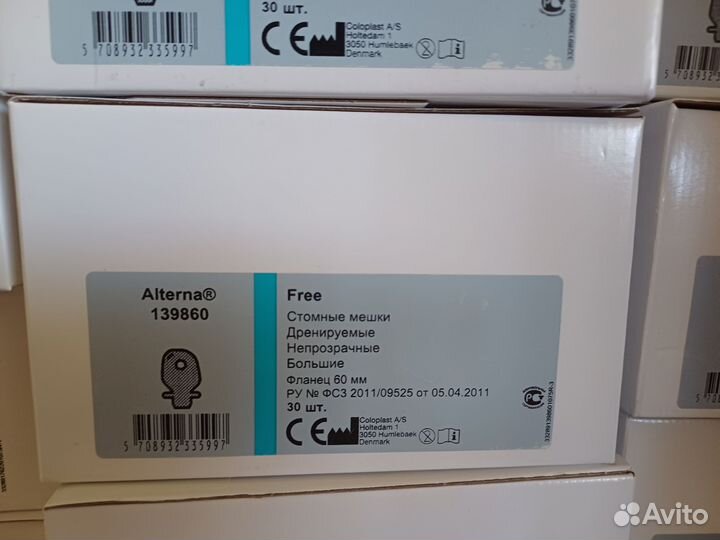 30 шт.
CE
Coloplast A/S
Holtedam 1
3050 Humlebaek
Denmark
5 708932 335997
Alterna®
139860
5 708932 335997
Free
Стомные мешки
Дренируемые
Непрозрачные
Большие
Фланец 60 мм
РУ № ФСЗ 2011/09525 от 05.04.2011
30 шт.
CE
Coloplast A/S
Holtedam 1
3050 Humlebaek
Denmark
Avito